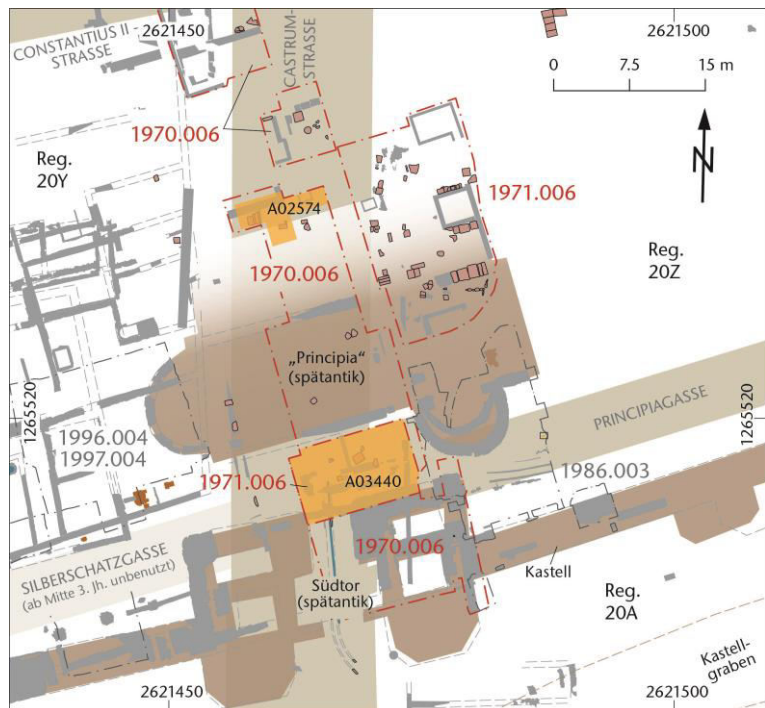 2621450
2621500
CONSTANTIUS II-
STRASSE
CASTRUM-
STRASSE
0 7.5 15 m
N
1970.006
Reg.
20Y
1971.006
A02574
Reg.
20Z
1970.006
„Principia“
(spätantik)
1265520
1265520
PRINCIPIAGASSE
1996.004
1997.004
1971.006
A03440
1986.003
1970.006
SILBERSCHATZGASSE
(ab Mitte 3. Jh. unbenutzt)
Südtor
(spätantik)
Kastell
Reg.
20A
Kastell-
graben
2621450
2621500